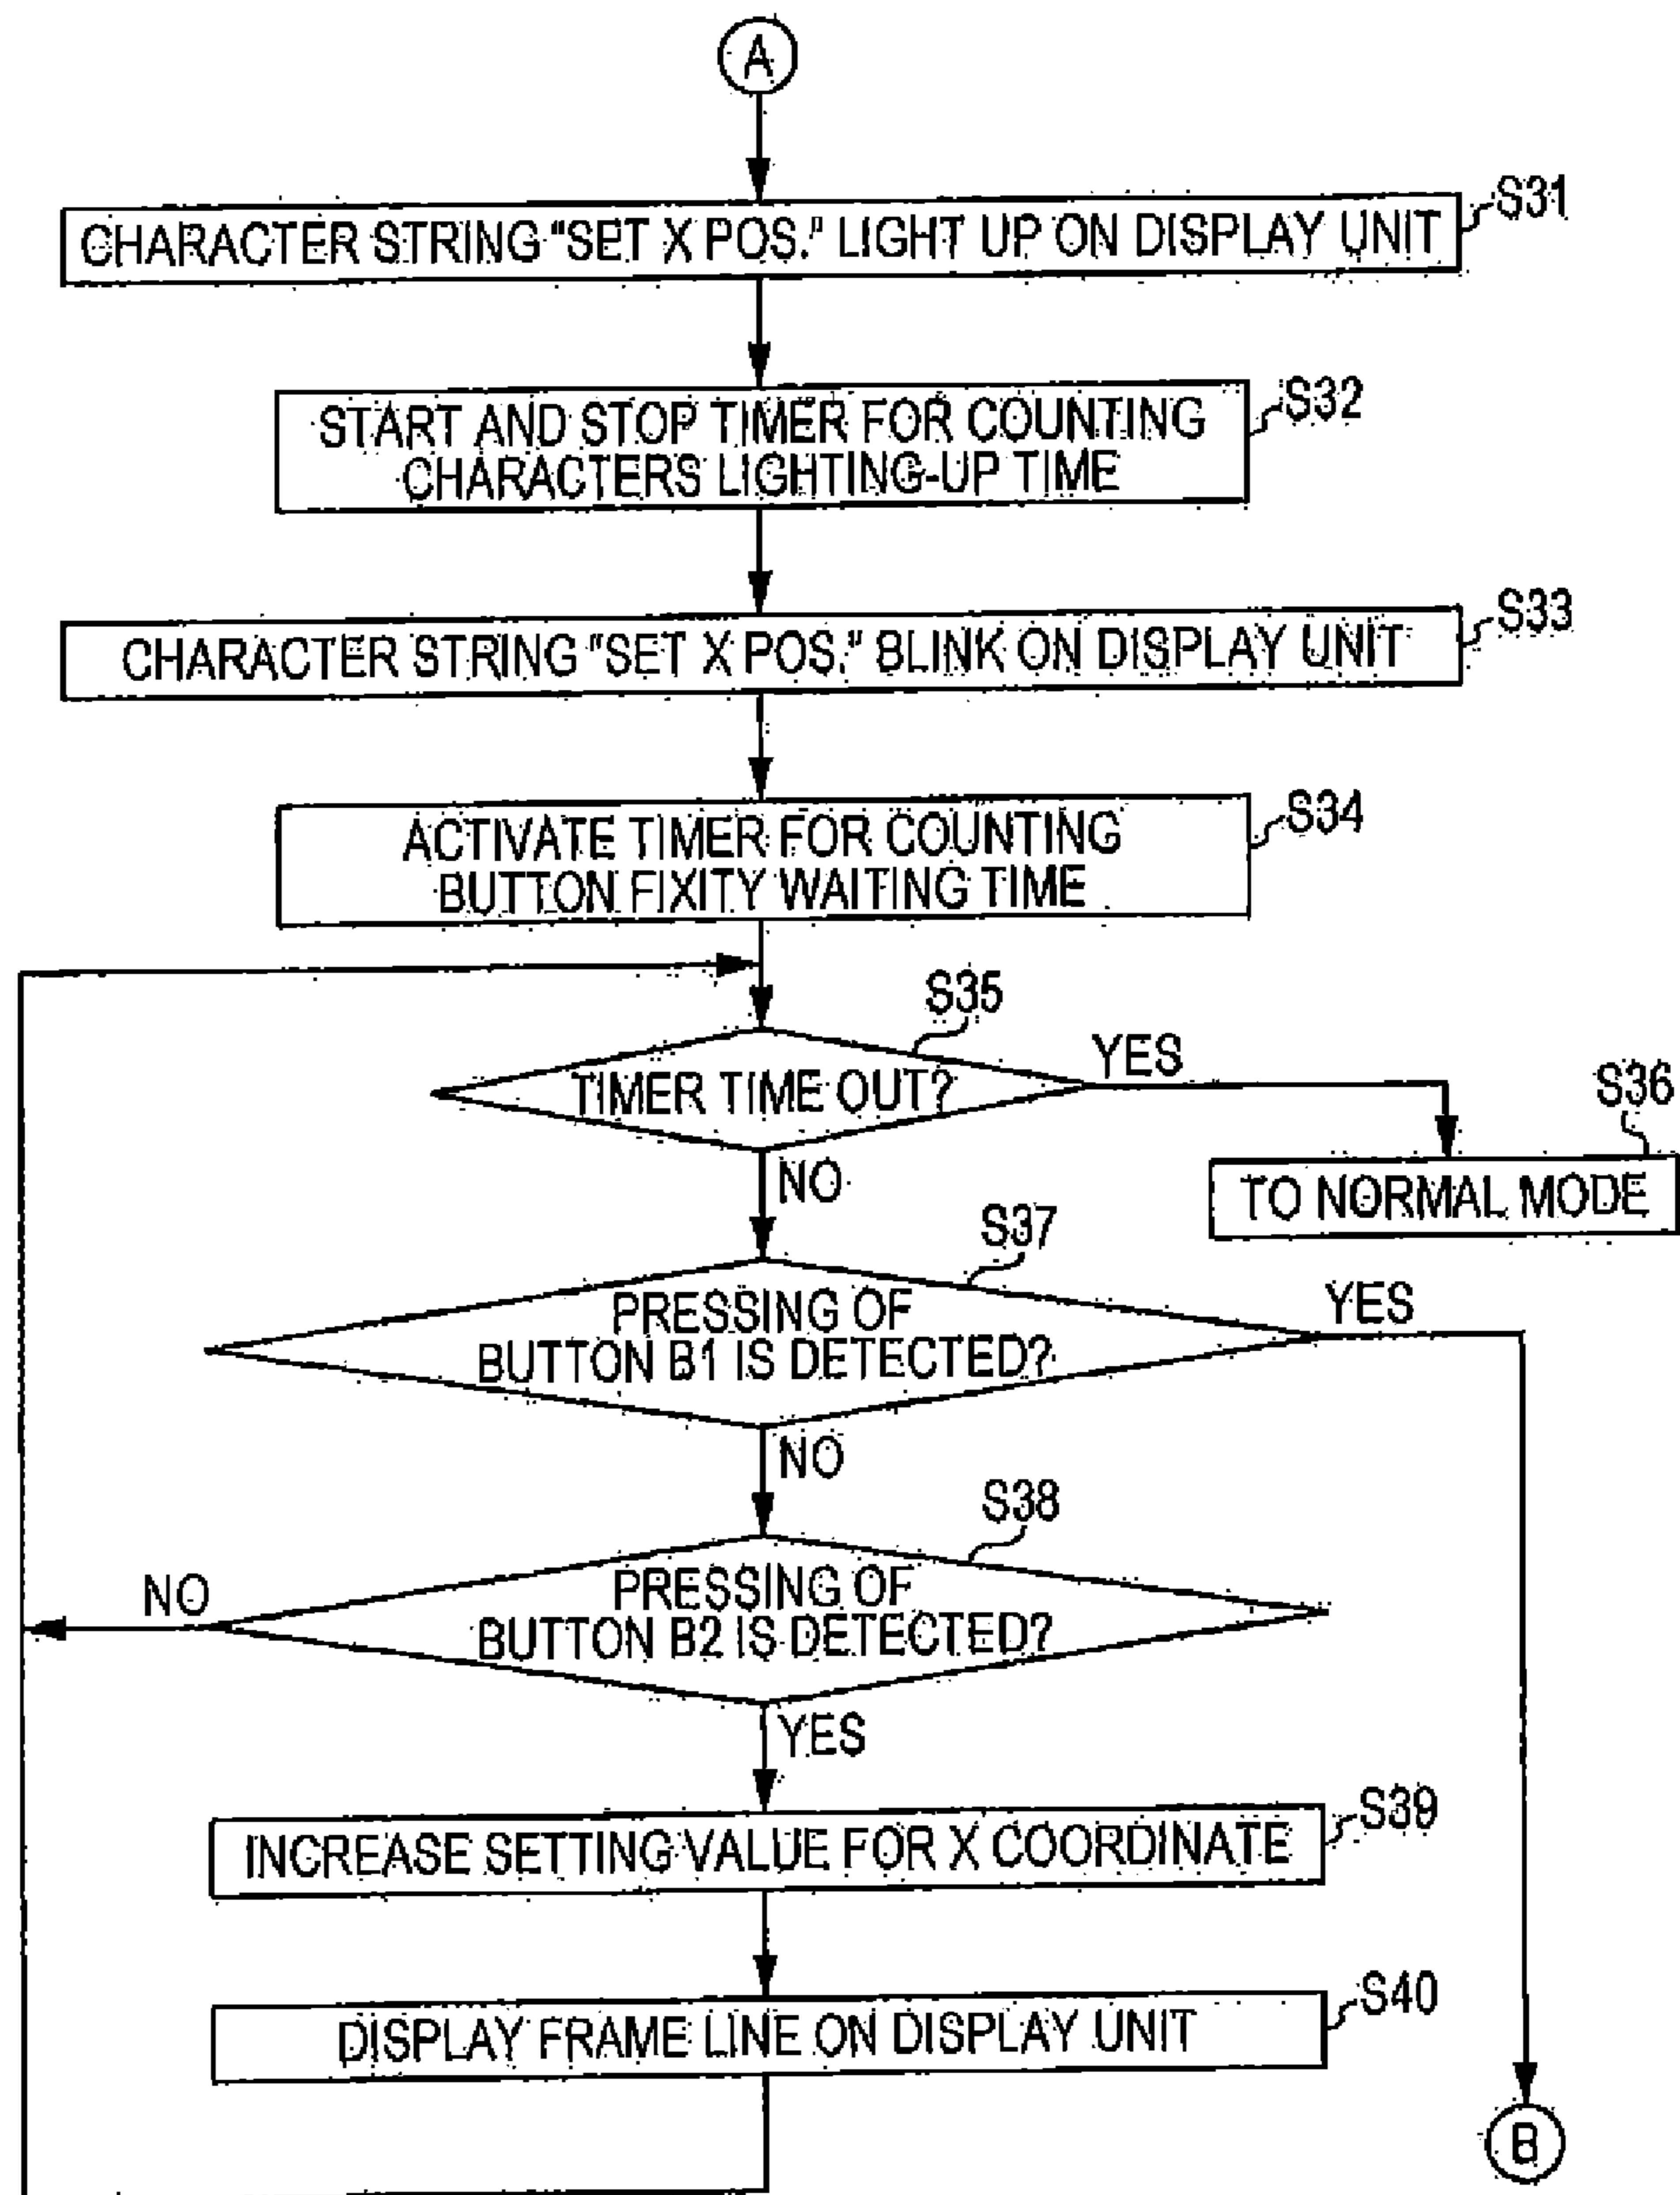 A
CHARACTER STRING "SET X POS." LIGHT UP ON DISPLAY UNIT
S31
START AND STOP TIMER FOR COUNTING
CHARACTERS LIGHTING-UP TIME
S32
CHARACTER STRING "SET X POS." BLINK ON DISPLAY UNIT
S33
ACTIVATE TIMER FOR COUNTING
BUTTON FIXITY WAITING TIME
S34
S35
TIMER TIME OUT?
YES
NO
S36
TO NORMAL MODE
S37
PRESSING OF
BUTTON B1 IS DETECTED?
YES
NO
S38
PRESSING OF
BUTTON B2 IS DETECTED?
NO
YES
INCREASE SETTING VALUE FOR X COORDINATE
S39
DISPLAY FRAME LINE ON DISPLAY UNIT
S40
B